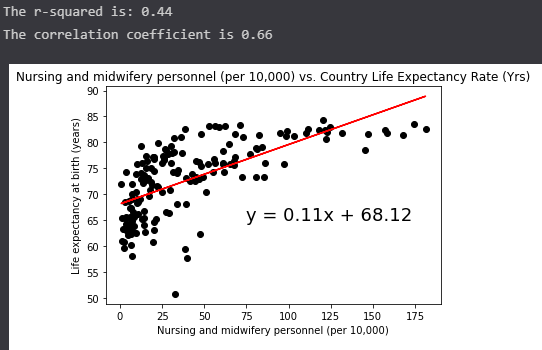 The r-squared is: 0.44
The correlation coefficient is 0.66
Nursing and midwifery personnel (per 10,000) vs. Country Life Expectancy Rate (Yrs)
90
85
80
75
70
65
60
55
50
Life expectancy at birth (years)
y = 0.11x + 68.12
0 25 50 75 100 125 150 175
Nursing and midwifery personnel (per 10,000)